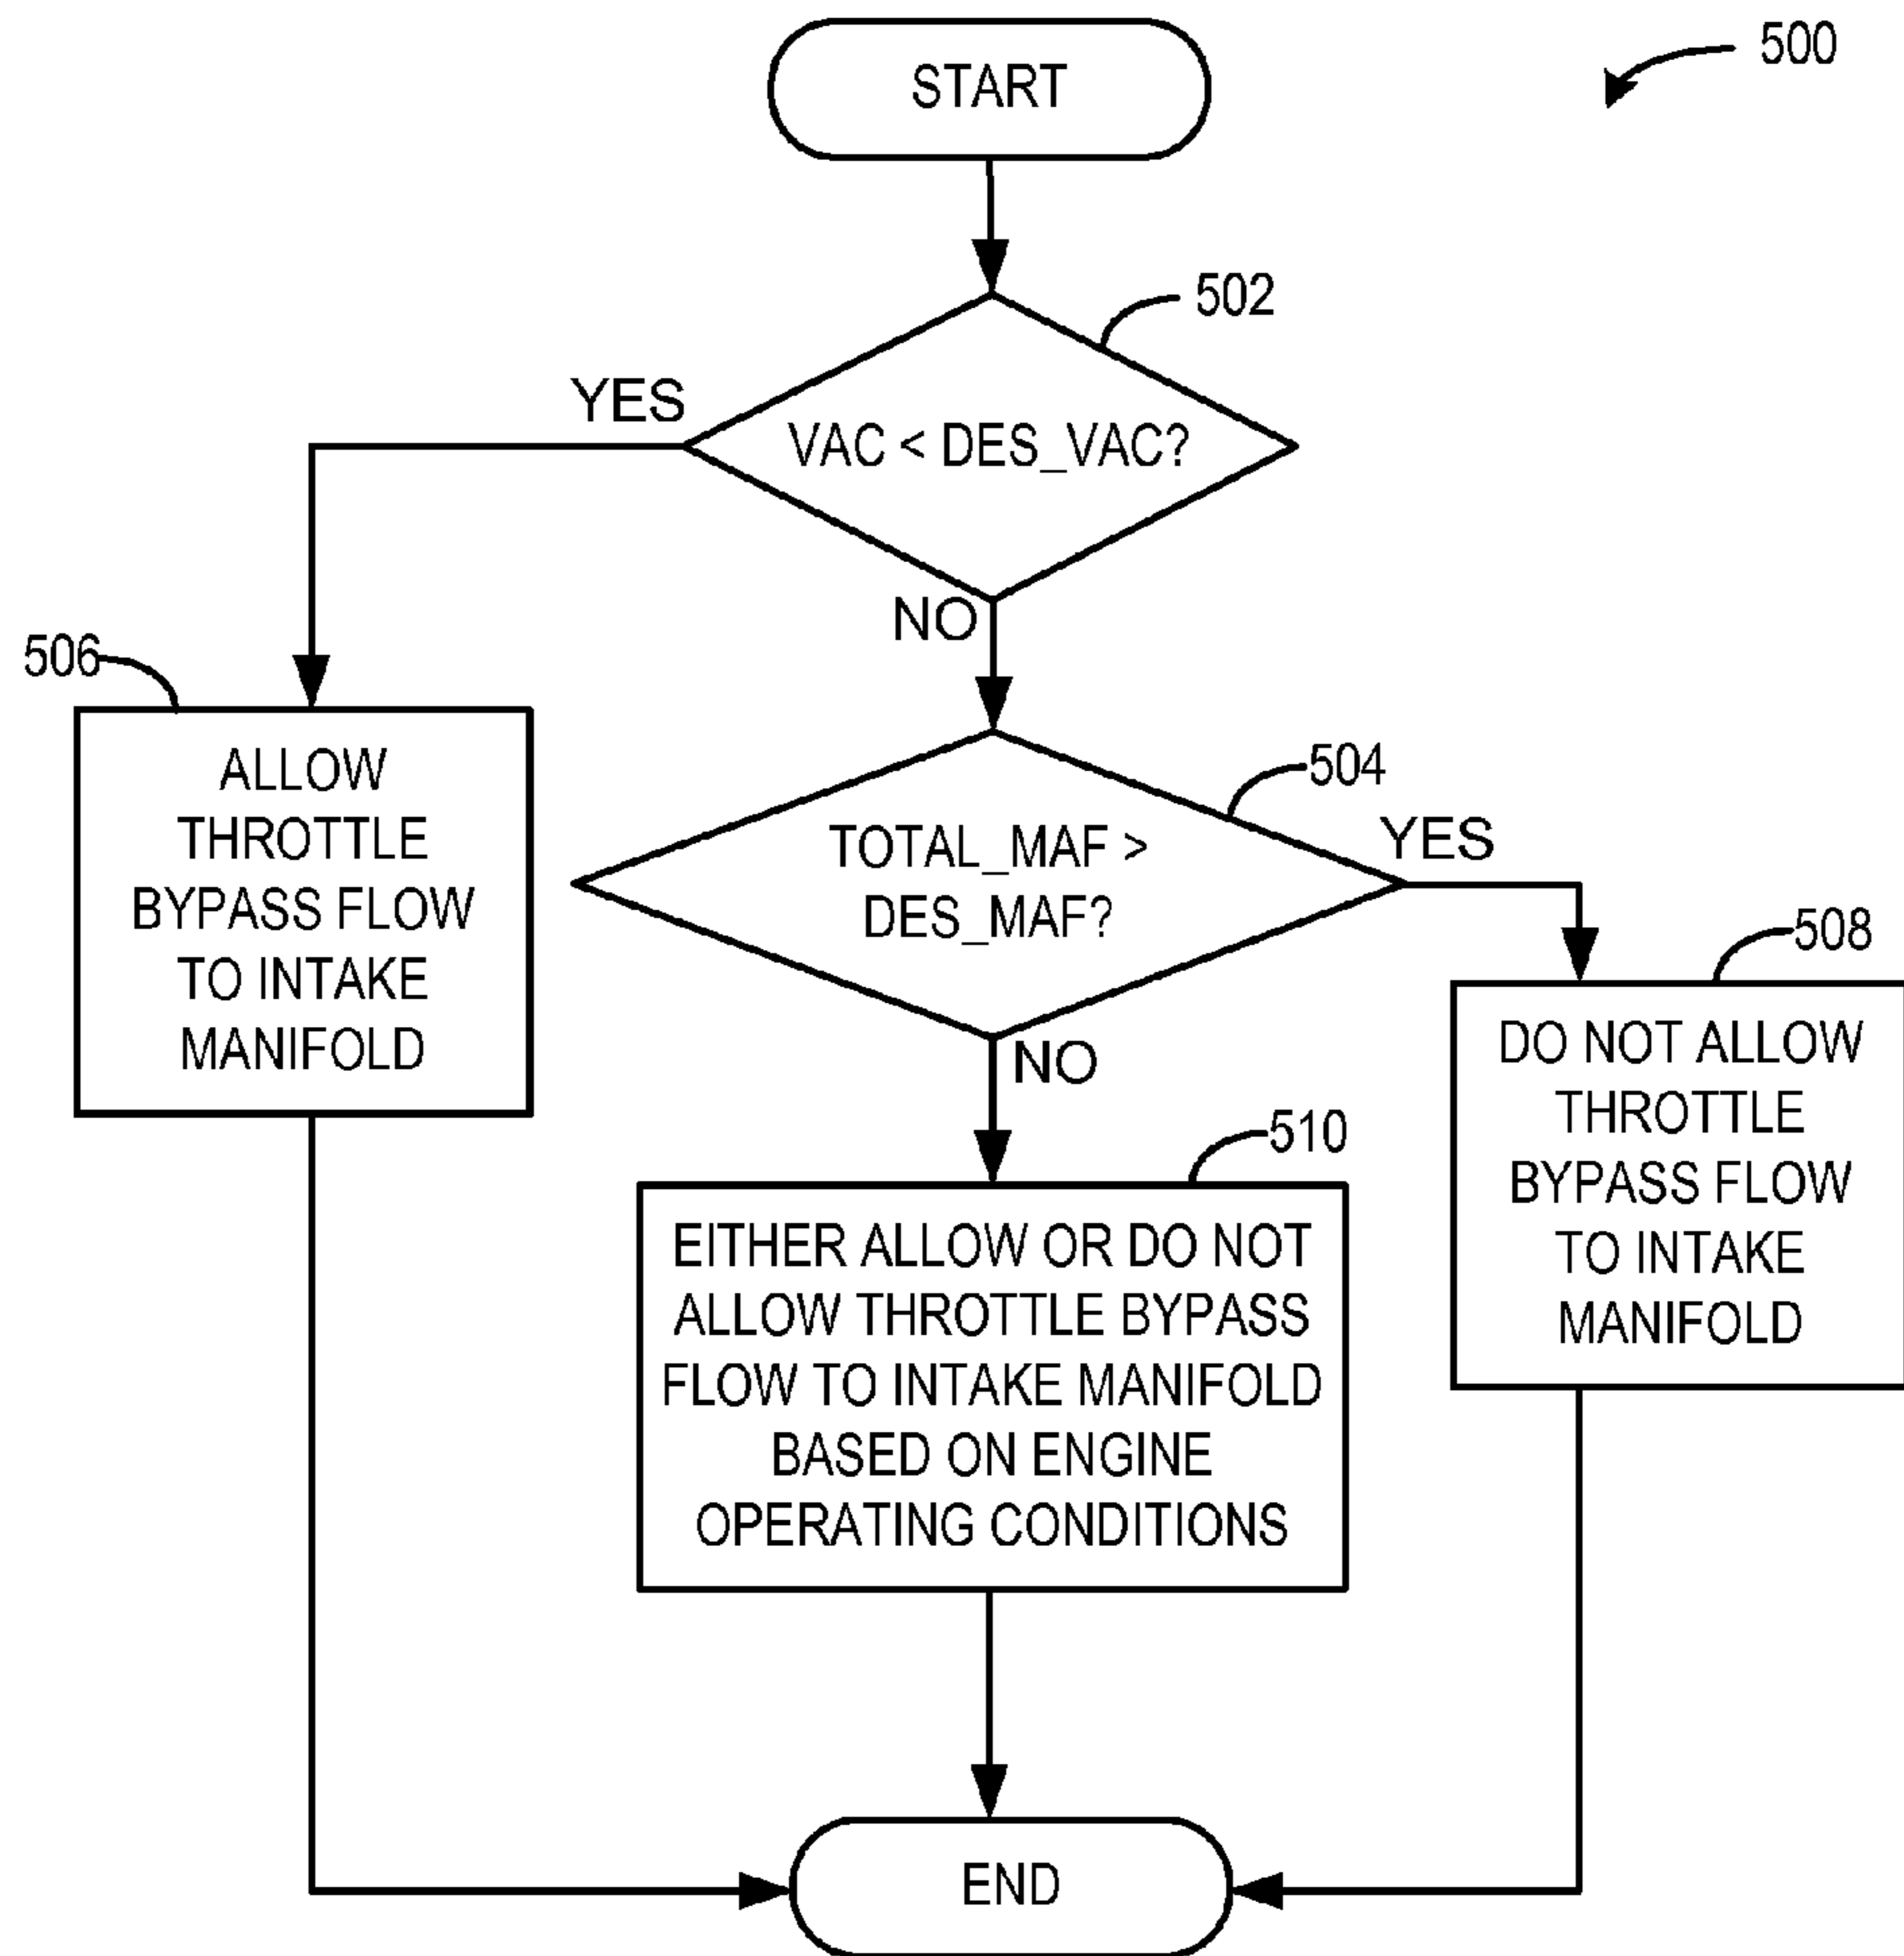 START
500
502
YES
VAC < DES_VAC?
NO
506
ALLOW
THROTTLE
BYPASS FLOW
TO INTAKE
MANIFOLD
504
TOTAL_MAF >
DES_MAF?
YES
NO
508
DO NOT ALLOW
THROTTLE
BYPASS FLOW
TO INTAKE
MANIFOLD
510
EITHER ALLOW OR DO NOT
ALLOW THROTTLE BYPASS
FLOW TO INTAKE MANIFOLD
BASED ON ENGINE
OPERATING CONDITIONS
END